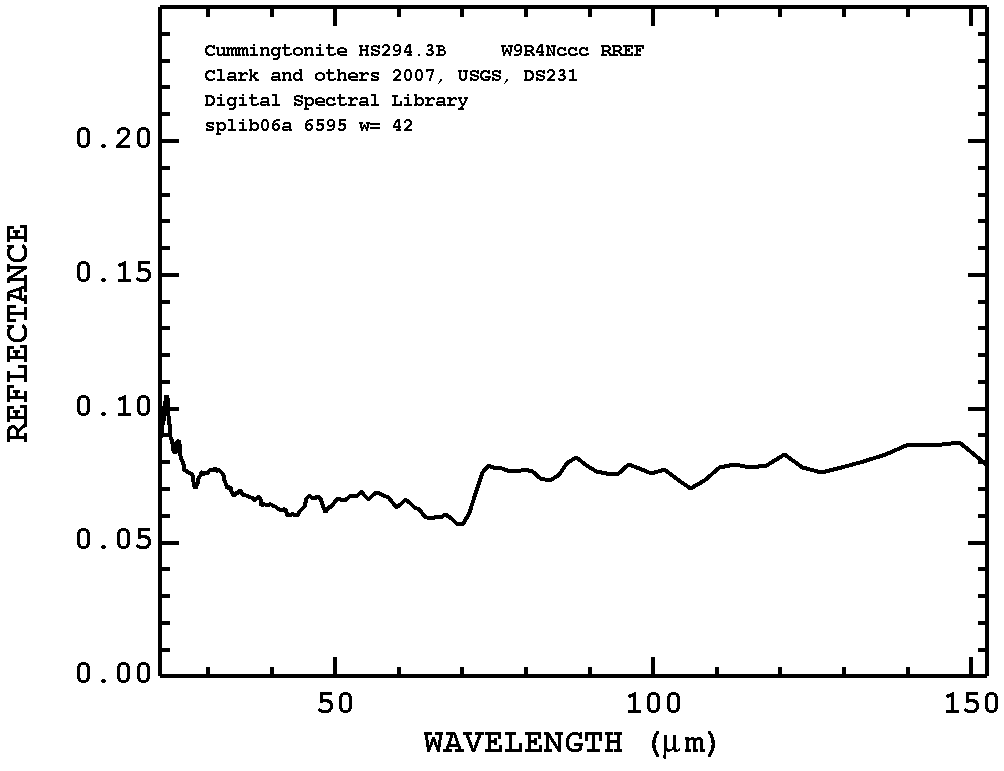 Cummingtonite HS294.3B W9R4Nccc RREF
Clark and others 2007, USGS, DS231
Digital Spectral Library
splib06a 6595 w= 42
0.20
0.15
0.10
0.05
0.00
REFLECTANCE
50 100 150
WAVELENGTH (μm)